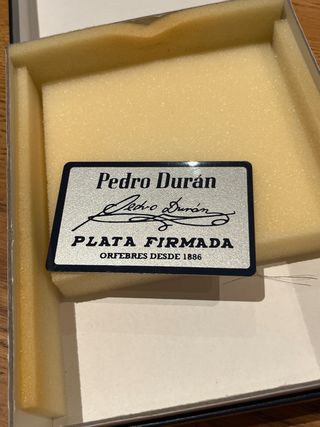 Pedro Durán
Pedro Durán
PLATA FIRMADA
ORFEBRES DESDE 1886